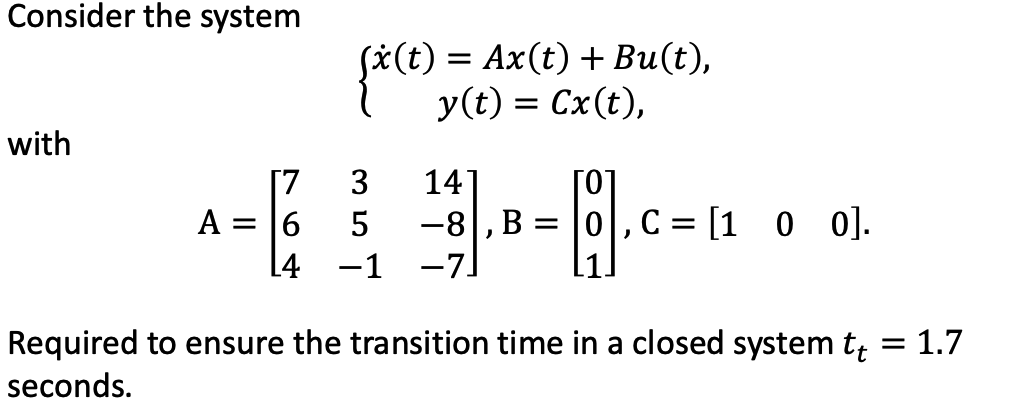 Consider the system
{ẋ(t) = Ax(t) + Bu(t),
y(t) = Cx(t),
with
A = [7 3 14; 6 5 −8; 4 −1 −7], B = [0; 0; 1], C = [1 0 0].
Required to ensure the transition time in a closed system tₜ = 1.7
seconds.